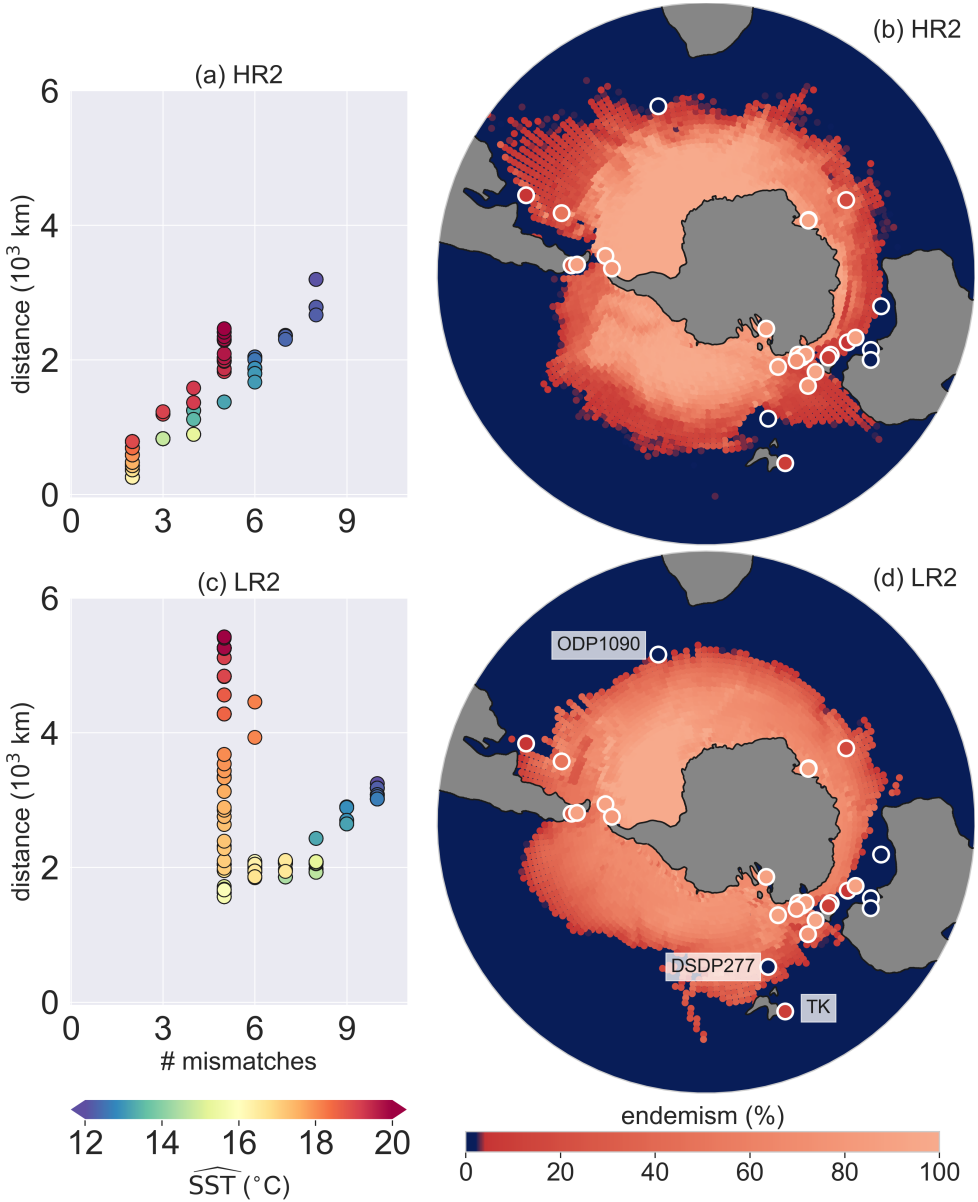 (a) HR2
6
4
2
0
0 3 6 9
distance (10³ km)
(b) HR2
(c) LR2
6
4
2
0
0 3 6 9
distance (10³ km)
# mismatches
12 14 16 18 20
SST (°C)
(d) LR2
ODP1090
DSDP277
TK
endemism (%)
0 20 40 60 80 100